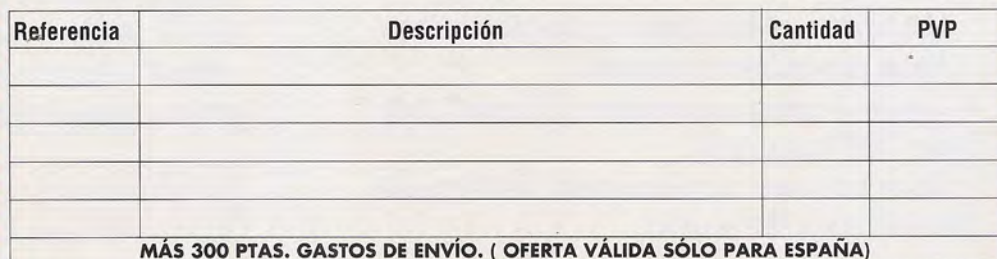 Referencia Descripción Cantidad PVP
MÁS 300 PTAS. GASTOS DE ENVÍO. ( OFERTA VÁLIDA SÓLO PARA ESPAÑA)